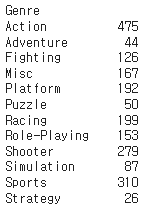 Genre
Action 475
Adventure 44
Fighting 126
Misc 167
Platform 192
Puzzle 50
Racing 199
Role-Playing 153
Shooter 279
Simulation 87
Sports 310
Strategy 26